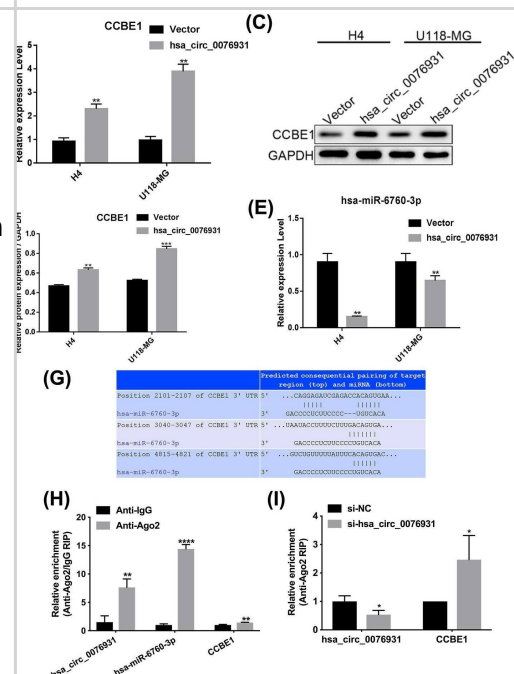 CCBE1
Vector
hsa_circ_0076931
Relative expression Level
5
4
3
2
1
0
**
**
H4
U118-MG
(C)
H4
U118-MG
Vector
hsa_circ_0076931
Vector
hsa_circ_0076931
CCBE1
GAPDH
CCBE1
Vector
hsa_circ_0076931
Relative protein expression / GAPDH
1.0
0.8
0.6
0.4
0.2
0.0
**
***
H4
U118-MG
(E)
hsa-miR-6760-3p
Vector
hsa_circ_0076931
Relative expression Level
1.5
1.0
0.5
0.0
**
**
H4
U118-MG
(G)
Predicted consequential pairing of target
region (top) and miRNA (bottom)
Position 2101-2107 of CCBE1 3' UTR 5' ...CAGGAGAUCGAGACCACAGUGAA...
hsa-miR-6760-3p 3' GACCCCUCUUCCCC---UGUCACA
Position 3040-3047 of CCBE1 3' UTR 5' ...UAAUACCUUUUCUUUGACAGUGA...
hsa-miR-6760-3p 3' GACCCCUCUUCCCCUGUCACA
Position 4815-4821 of CCBE1 3' UTR 5' ...CUGUGGUUUAUUUCACAGUGAC...
hsa-miR-6760-3p 3' GACCCCUCUUCCCCUGUCACA
(H)
Anti-IgG
Anti-Ago2
Relative enrichment
(Anti-Ago2/IgG RIP)
20
15
10
5
0
**
****
**
hsa_circ_0076931
hsa-miR-6760-3p
CCBE1
(I)
si-NC
si-hsa_circ_0076931
Relative enrichment
(Anti-Ago2 RIP)
4
3
2
1
0
*
*
hsa_circ_0076931
CCBE1